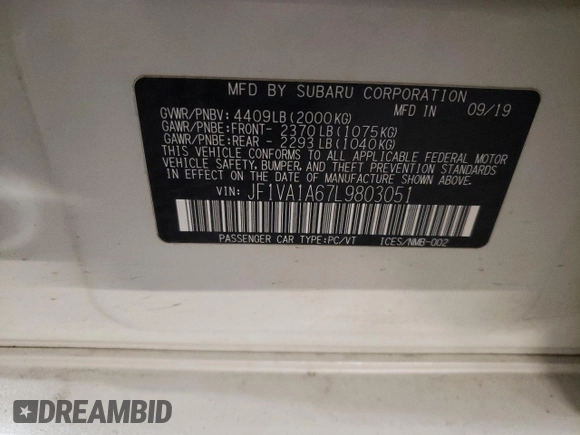 MFD BY SUBARU CORPORATION
GVWR/PNBV: 4409LB(2000KG) MFD IN 09/19
GAWR/PNBE:FRONT- 2370LB(1075KG)
GAWR/PNBE:REAR - 2293LB(1040KG)
THIS VEHICLE CONFORMS TO ALL APPLICABLE FEDERAL MOTOR
VEHICLE SAFETY, BUMPER, AND THEFT PREVENTION STANDARDS
IN EFFECT ON THE DATE OF MANUFACTURE SHOWN ABOVE.
VIN: JF1VA1A67L9803051
PASSENGER CAR TYPE:PC/VT ICES/NMB-002
DREAMBID